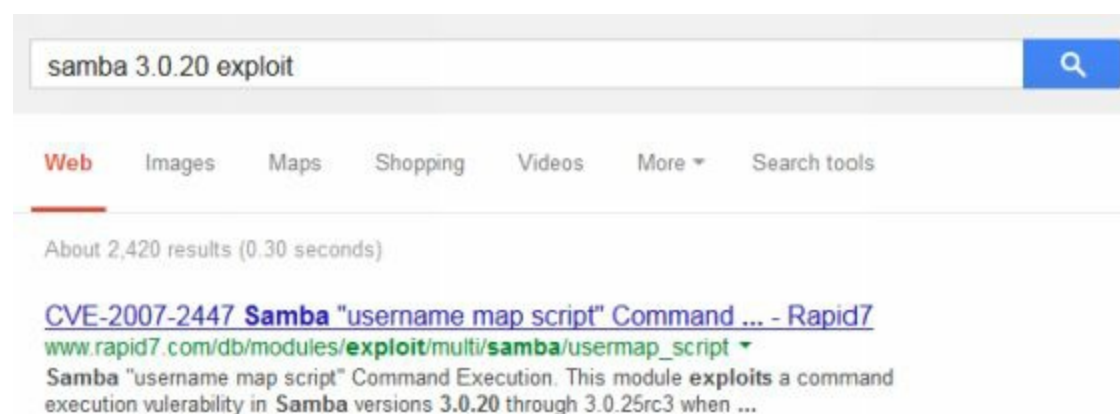 samba 3.0.20 exploit
Web Images Maps Shopping Videos More Search tools
About 2,420 results (0.30 seconds)
CVE-2007-2447 Samba "username map script" Command ... - Rapid7
www.rapid7.com/db/modules/exploit/multi/samba/usermap_script
Samba "username map script" Command Execution. This module exploits a command
execution vulerability in Samba versions 3.0.20 through 3.0.25rc3 when ...